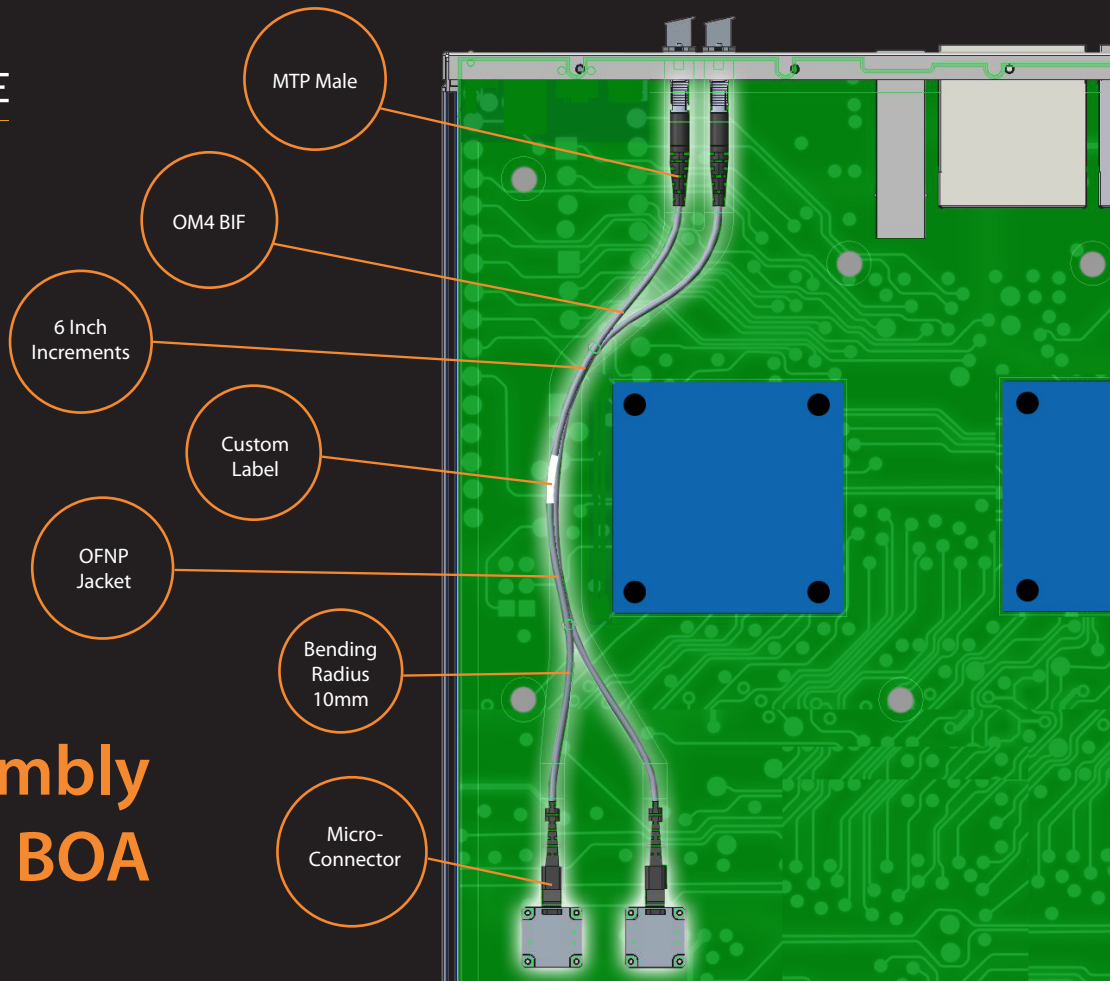 E
MTP Male
OM4 BIF
6 Inch
Increments
Custom
Label
OFNP
Jacket
Bending
Radius
10mm
mbly
BOA
Micro-
Connector